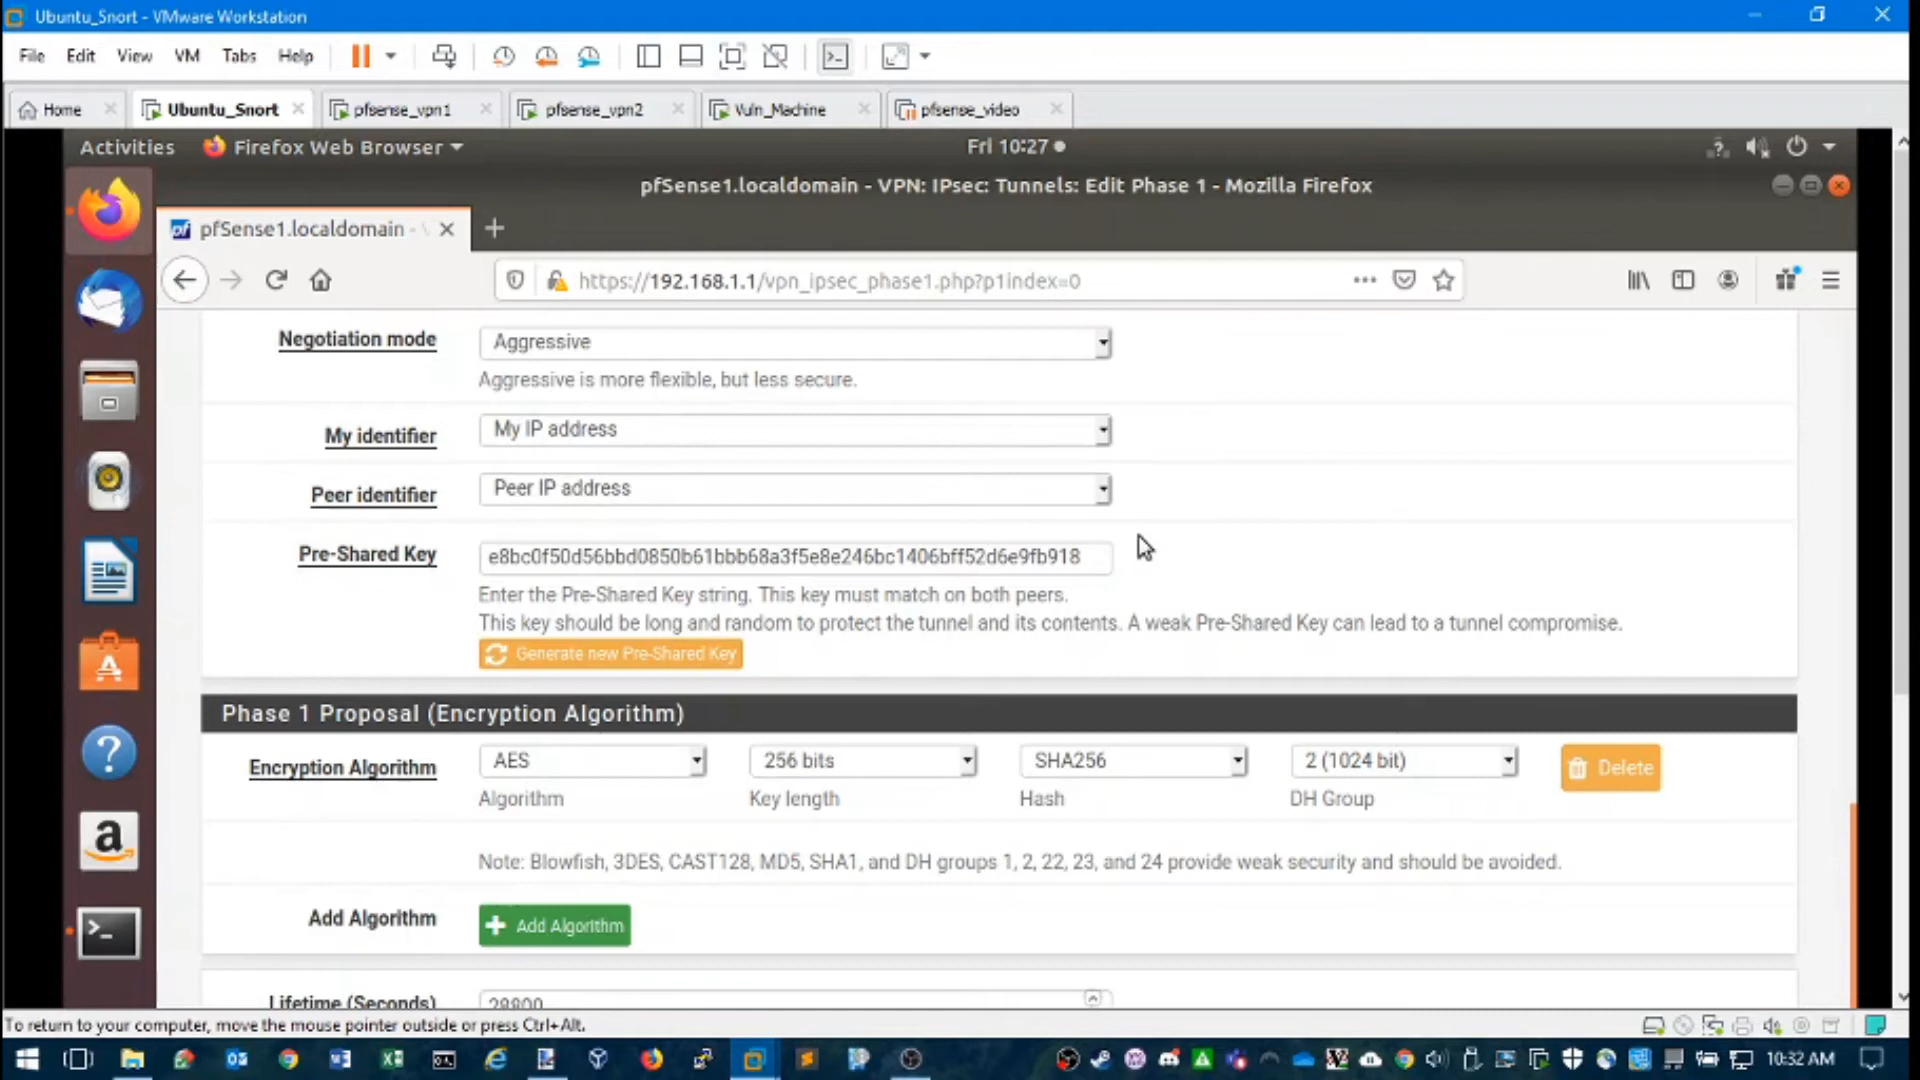 Ubuntu_Snort - VMware Workstation
File Edit View VM Tabs Help
Home Ubuntu_Snort pfsense_vpn1 pfsense_vpn2 Vuln_Machine pfsense_video
Activities Firefox Web Browser Fri 10:27
pfSense1.localdomain - VPN: IPsec: Tunnels: Edit Phase 1 - Mozilla Firefox
pfSense1.localdomain -
https://192.168.1.1/vpn_ipsec_phase1.php?p1index=0
Negotiation mode Aggressive
Aggressive is more flexible, but less secure.
My identifier My IP address
Peer identifier Peer IP address
Pre-Shared Key e8bc0f50d56bbd0850b61bbb68a3f5e8e246bc1406bff52d6e9fb918
Enter the Pre-Shared Key string. This key must match on both peers.
This key should be long and random to protect the tunnel and its contents. A weak Pre-Shared Key can lead to a tunnel compromise.
Generate new Pre-Shared Key
Phase 1 Proposal (Encryption Algorithm)
Encryption Algorithm AES 256 bits SHA256 2 (1024 bit) Delete
Algorithm Key length Hash DH Group
Note: Blowfish, 3DES, CAST128, MD5, SHA1, and DH groups 1, 2, 22, 23, and 24 provide weak security and should be avoided.
Add Algorithm Add Algorithm
Lifetime (Seconds) 28800
To return to your computer, move the mouse pointer outside or press Ctrl+Alt.
10:32 AM